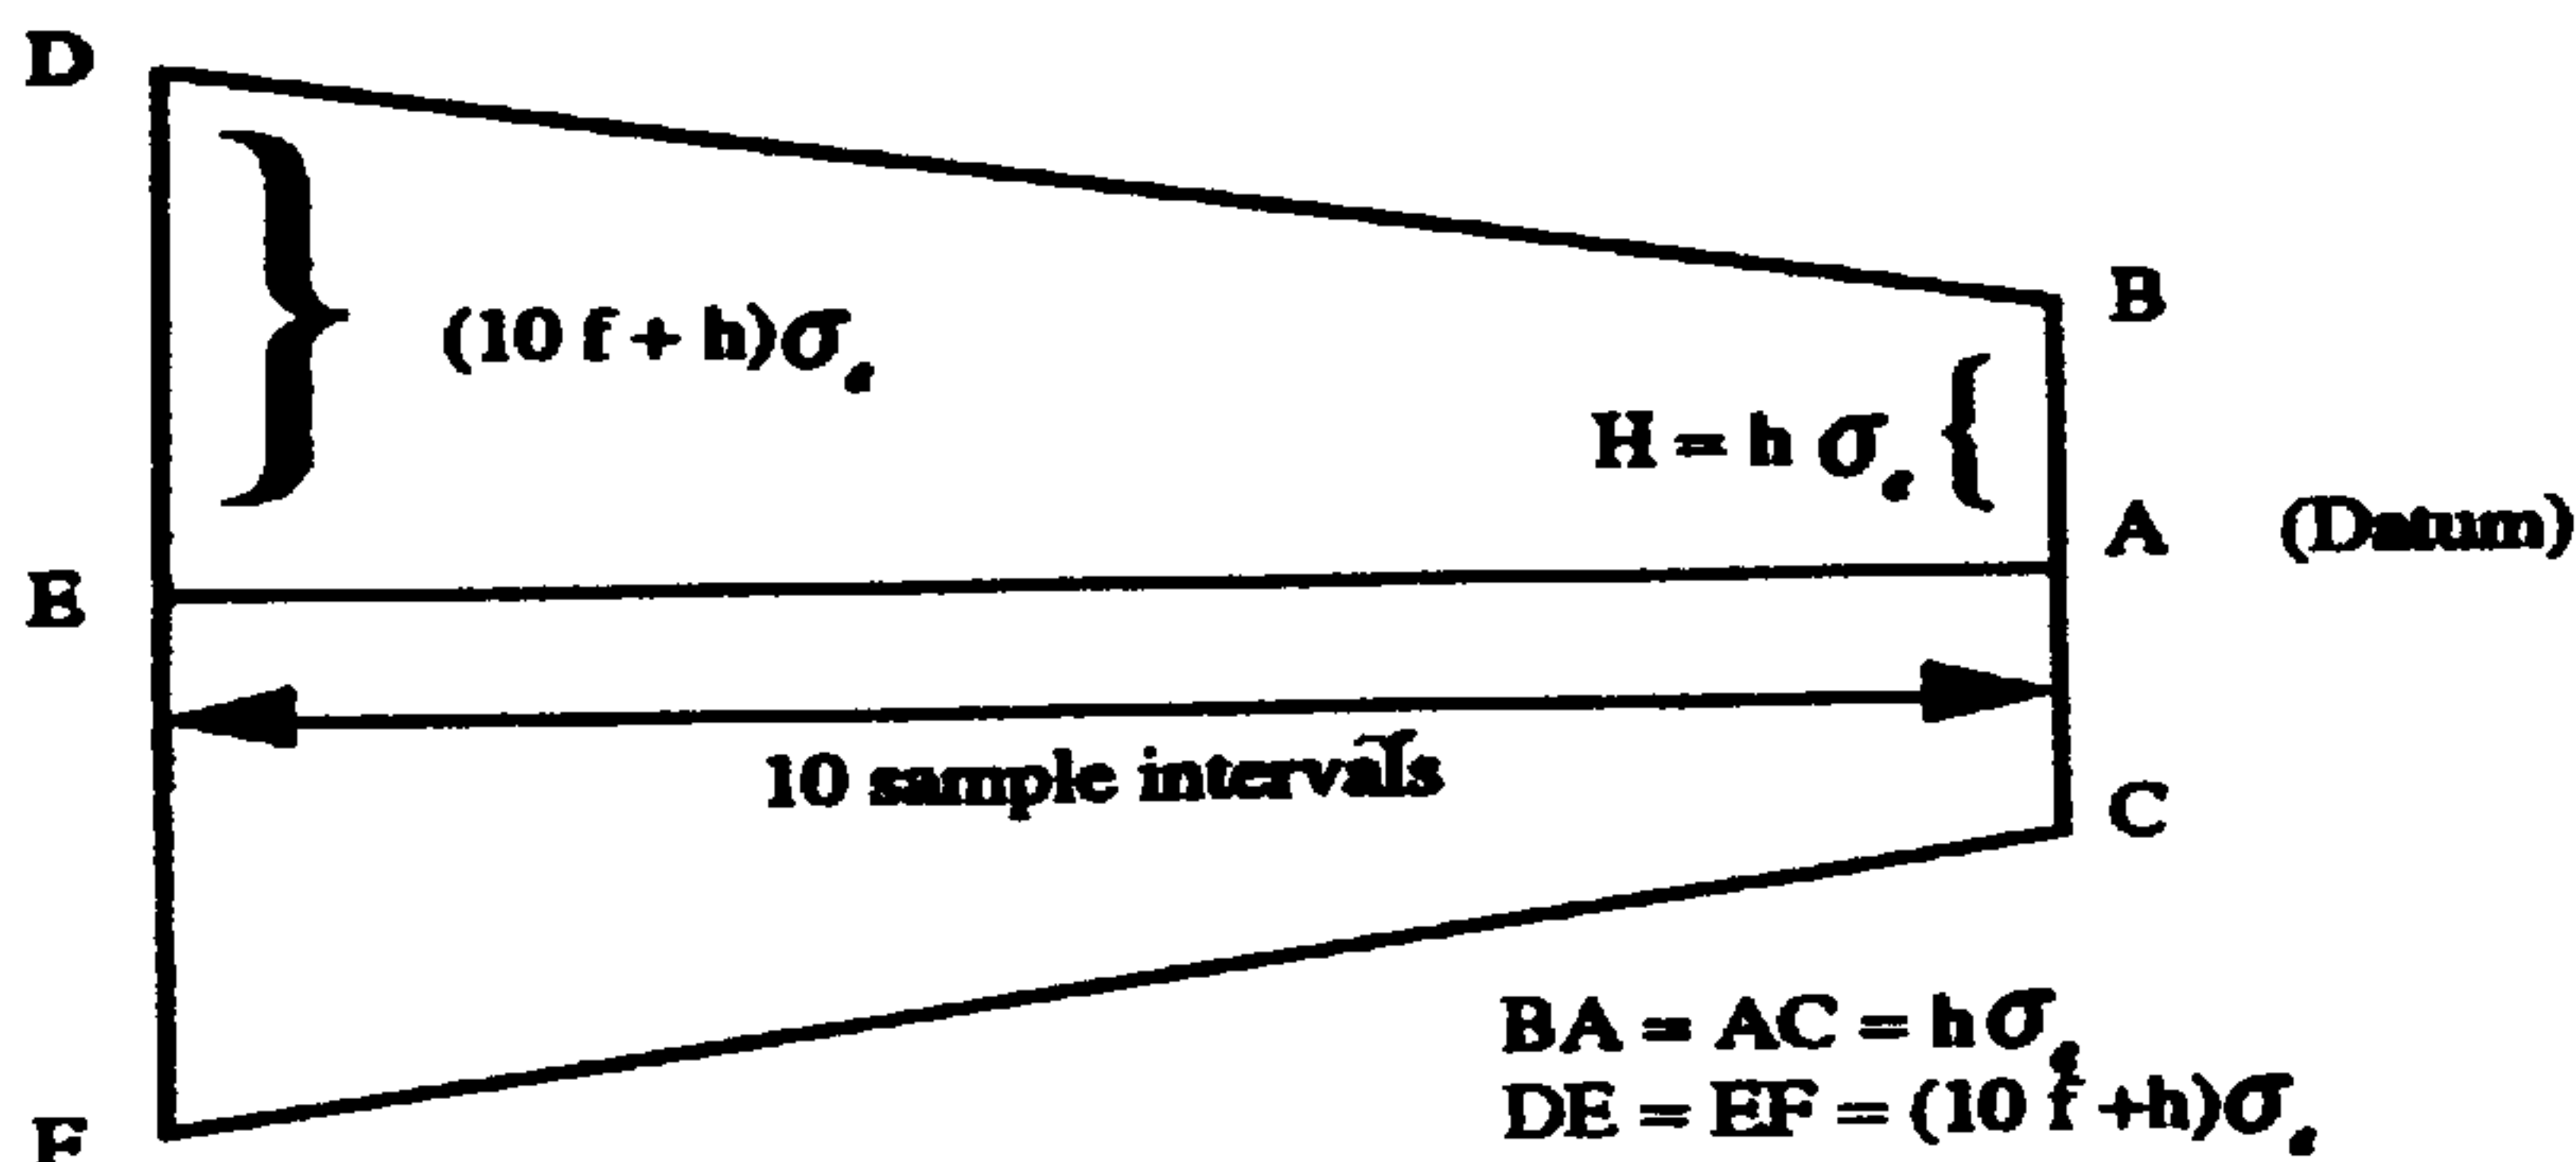 D
B
(10 f + h)σₑ
H = h σₑ
A (Datum)
E
10 sample intervals
C
BA = AC = hσₑ
DE = EF = (10 f +h)σₑ
F